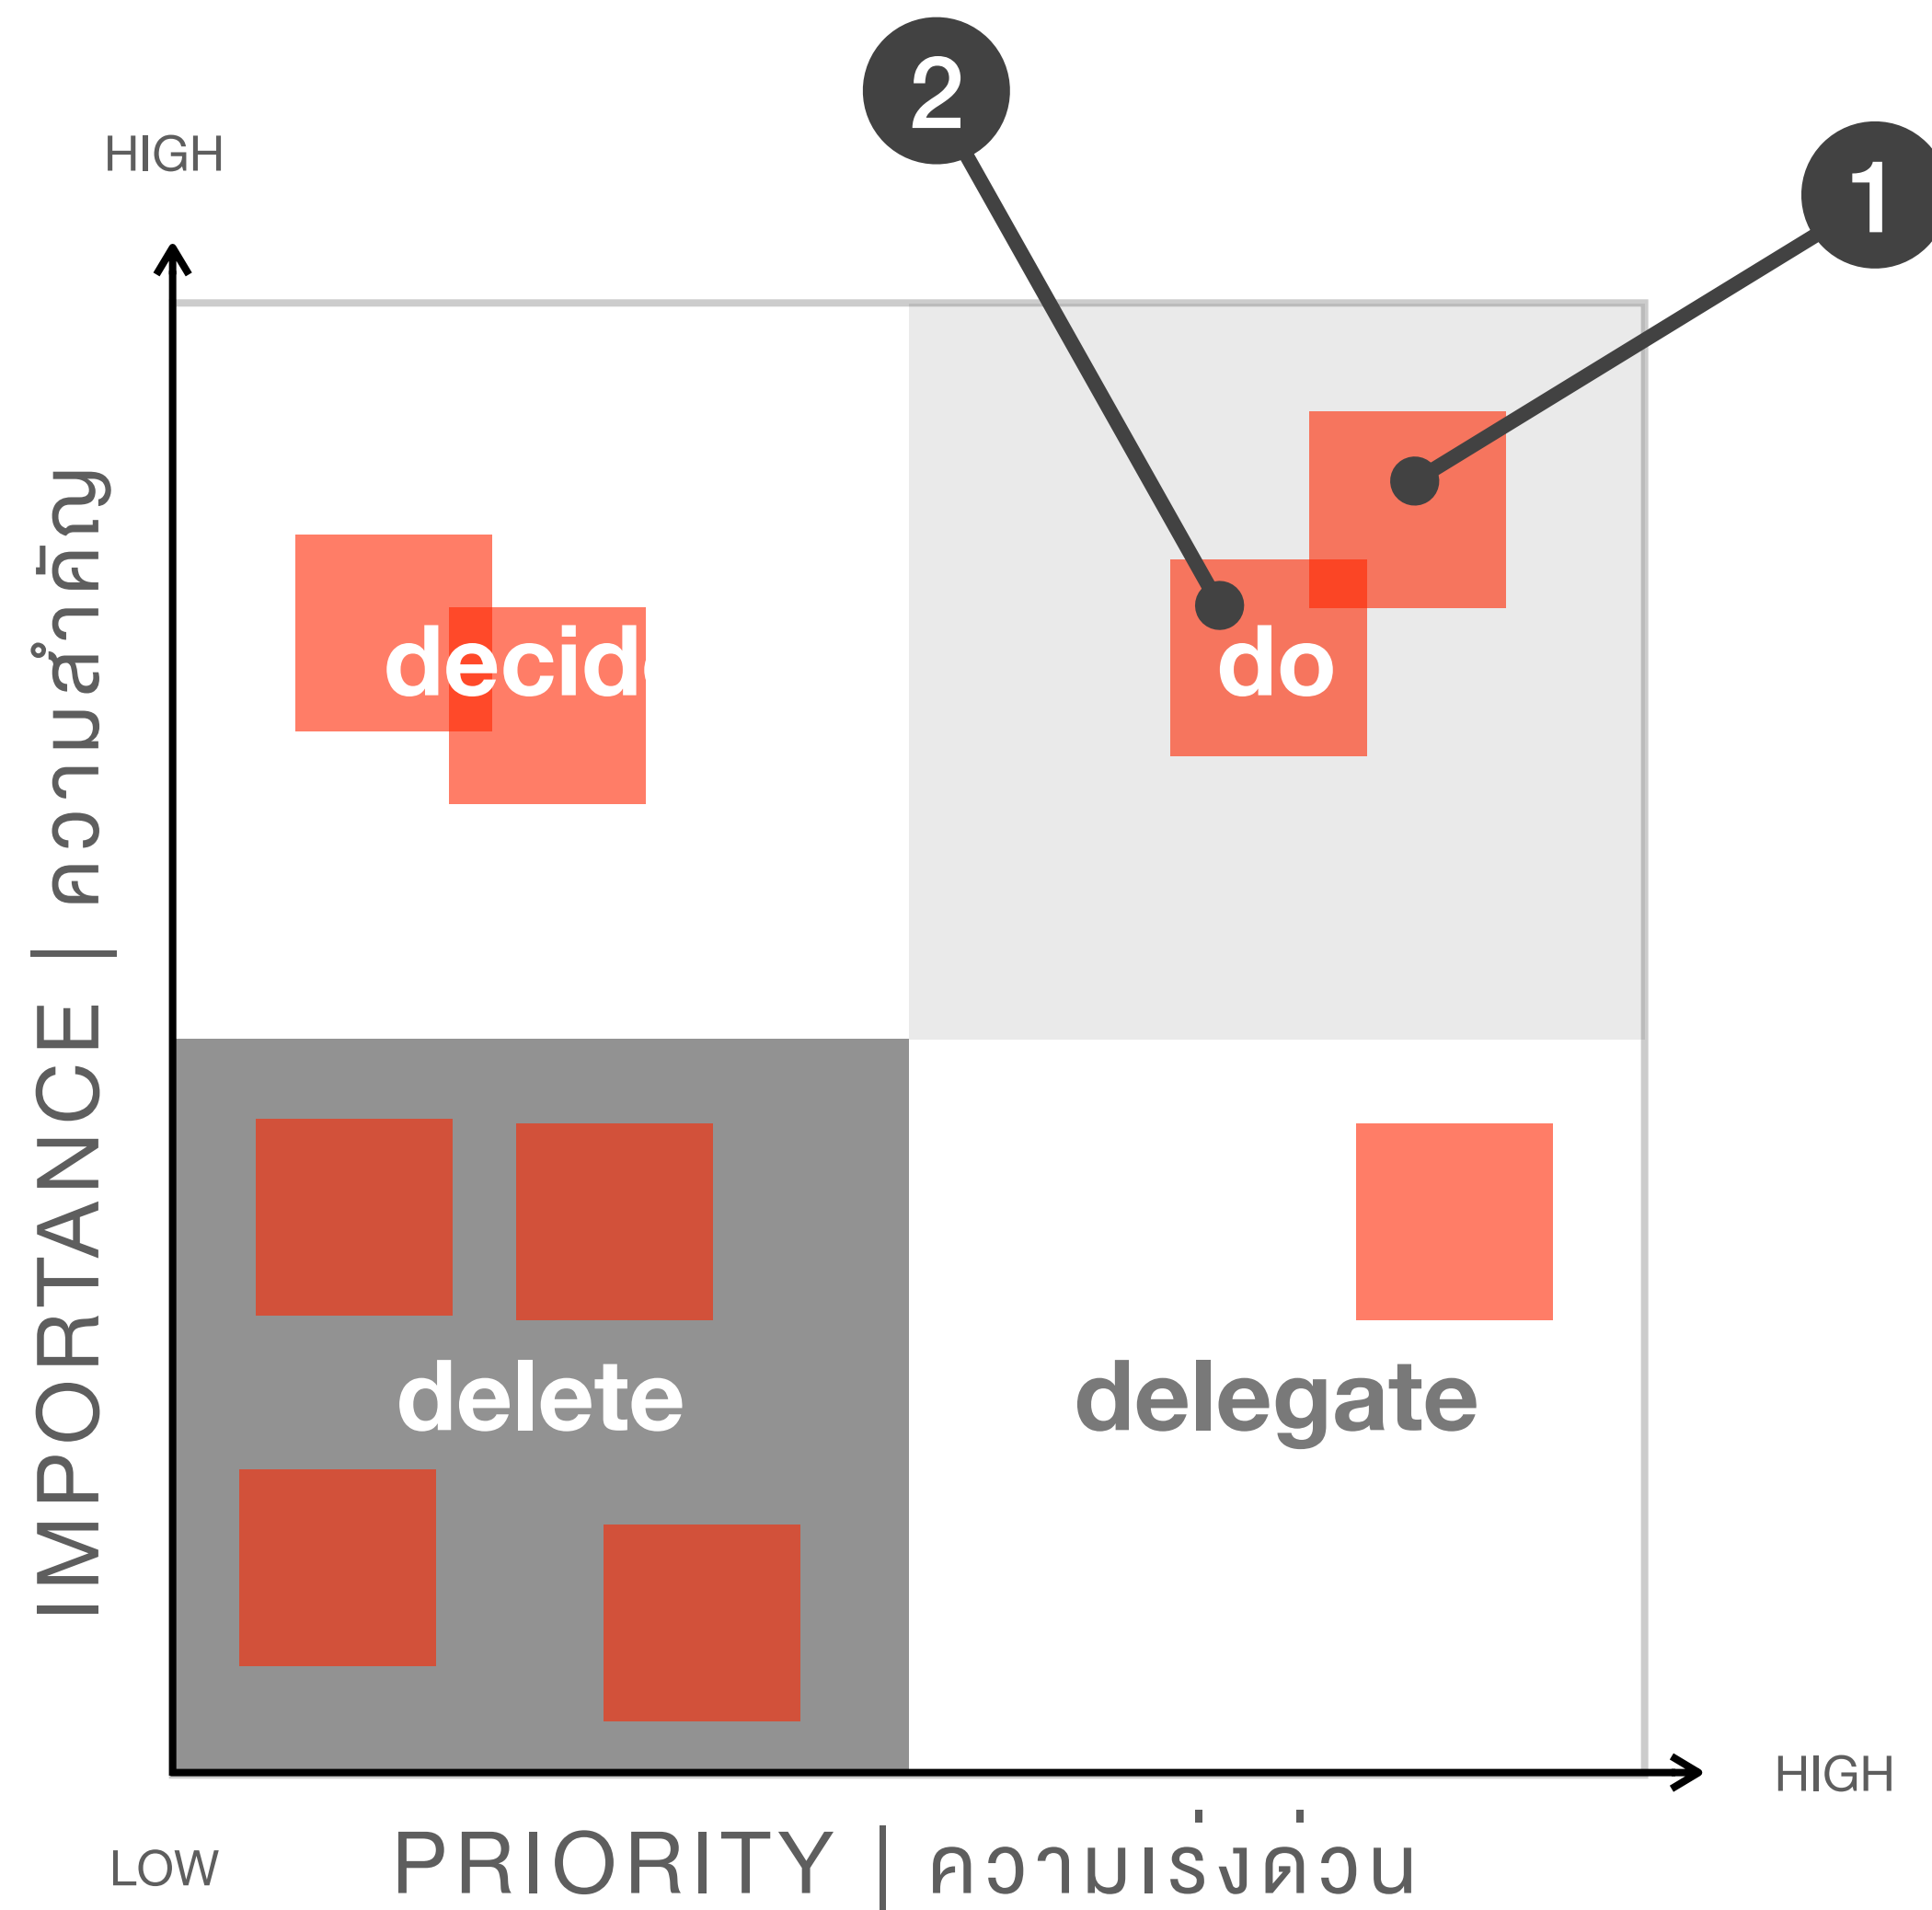 2
1
HIGH
decid
do
IMPORTANCE | ความสำคัญ
delete
delegate
HIGH
LOW
PRIORITY | ความเร่งด่วน